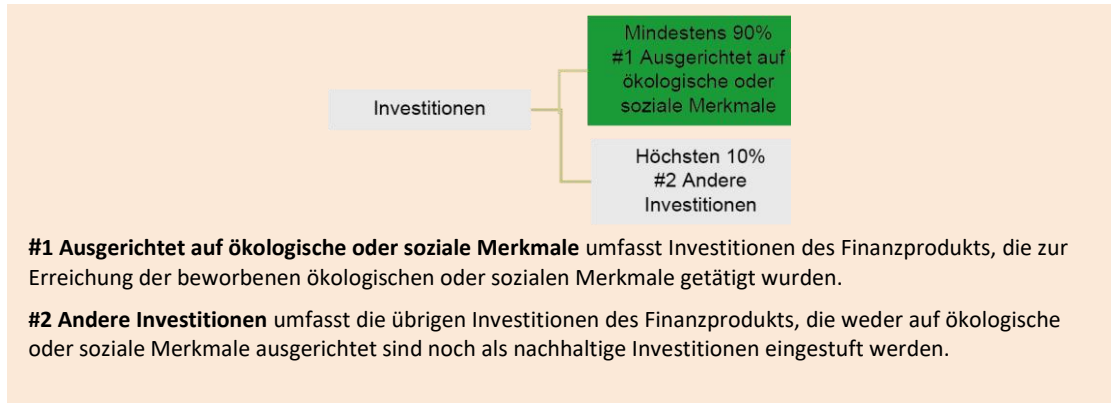 Mindestens 90%
#1 Ausgerichtet auf
ökologische oder
soziale Merkmale
Investitionen
Höchsten 10%
#2 Andere
Investitionen
#1 Ausgerichtet auf ökologische oder soziale Merkmale umfasst Investitionen des Finanzprodukts, die zur
Erreichung der beworbenen ökologischen oder sozialen Merkmale getätigt wurden.
#2 Andere Investitionen umfasst die übrigen Investitionen des Finanzprodukts, die weder auf ökologische
oder soziale Merkmale ausgerichtet sind noch als nachhaltige Investitionen eingestuft werden.